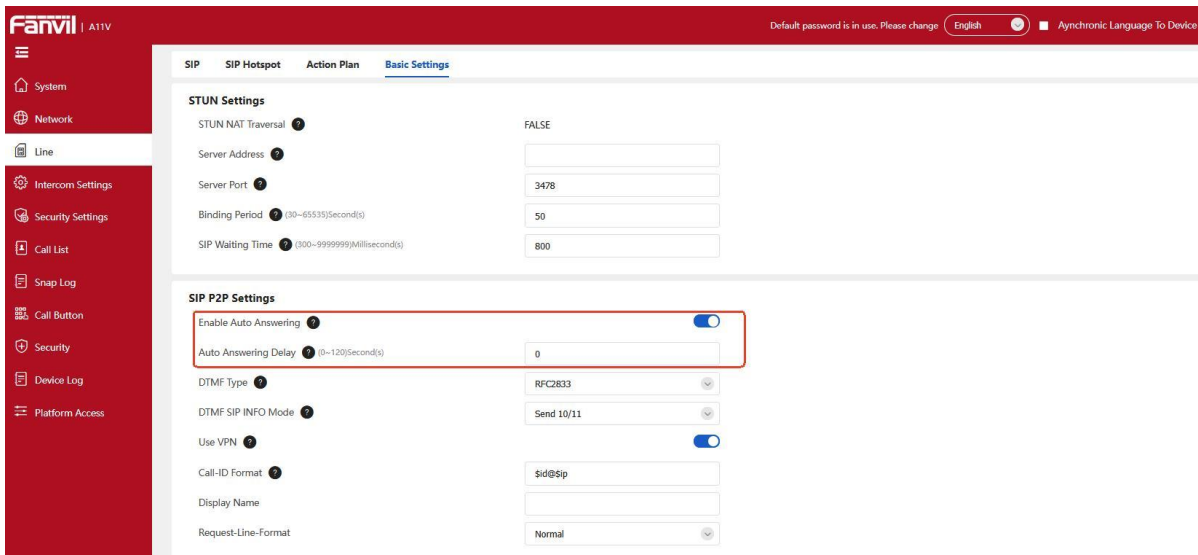 Fanvil | A11V
Default password is in use. Please change English Aynchronic Language To Device
SIP SIP Hotspot Action Plan Basic Settings
System
Network
Line
Intercom Settings
Security Settings
Call List
Snap Log
Call Button
Security
Device Log
Platform Access
STUN Settings
STUN NAT Traversal ? FALSE
Server Address ?
Server Port ? 3478
Binding Period ? (30~65535)Second(s) 50
SIP Waiting Time ? (300~9999999)Millisecond(s) 800
SIP P2P Settings
Enable Auto Answering ?
Auto Answering Delay ? (0~120)Second(s) 0
DTMF Type ? RFC2833
DTMF SIP INFO Mode ? Send 10/11
Use VPN ?
Call-ID Format ? $id@$ip
Display Name
Request-Line-Format Normal